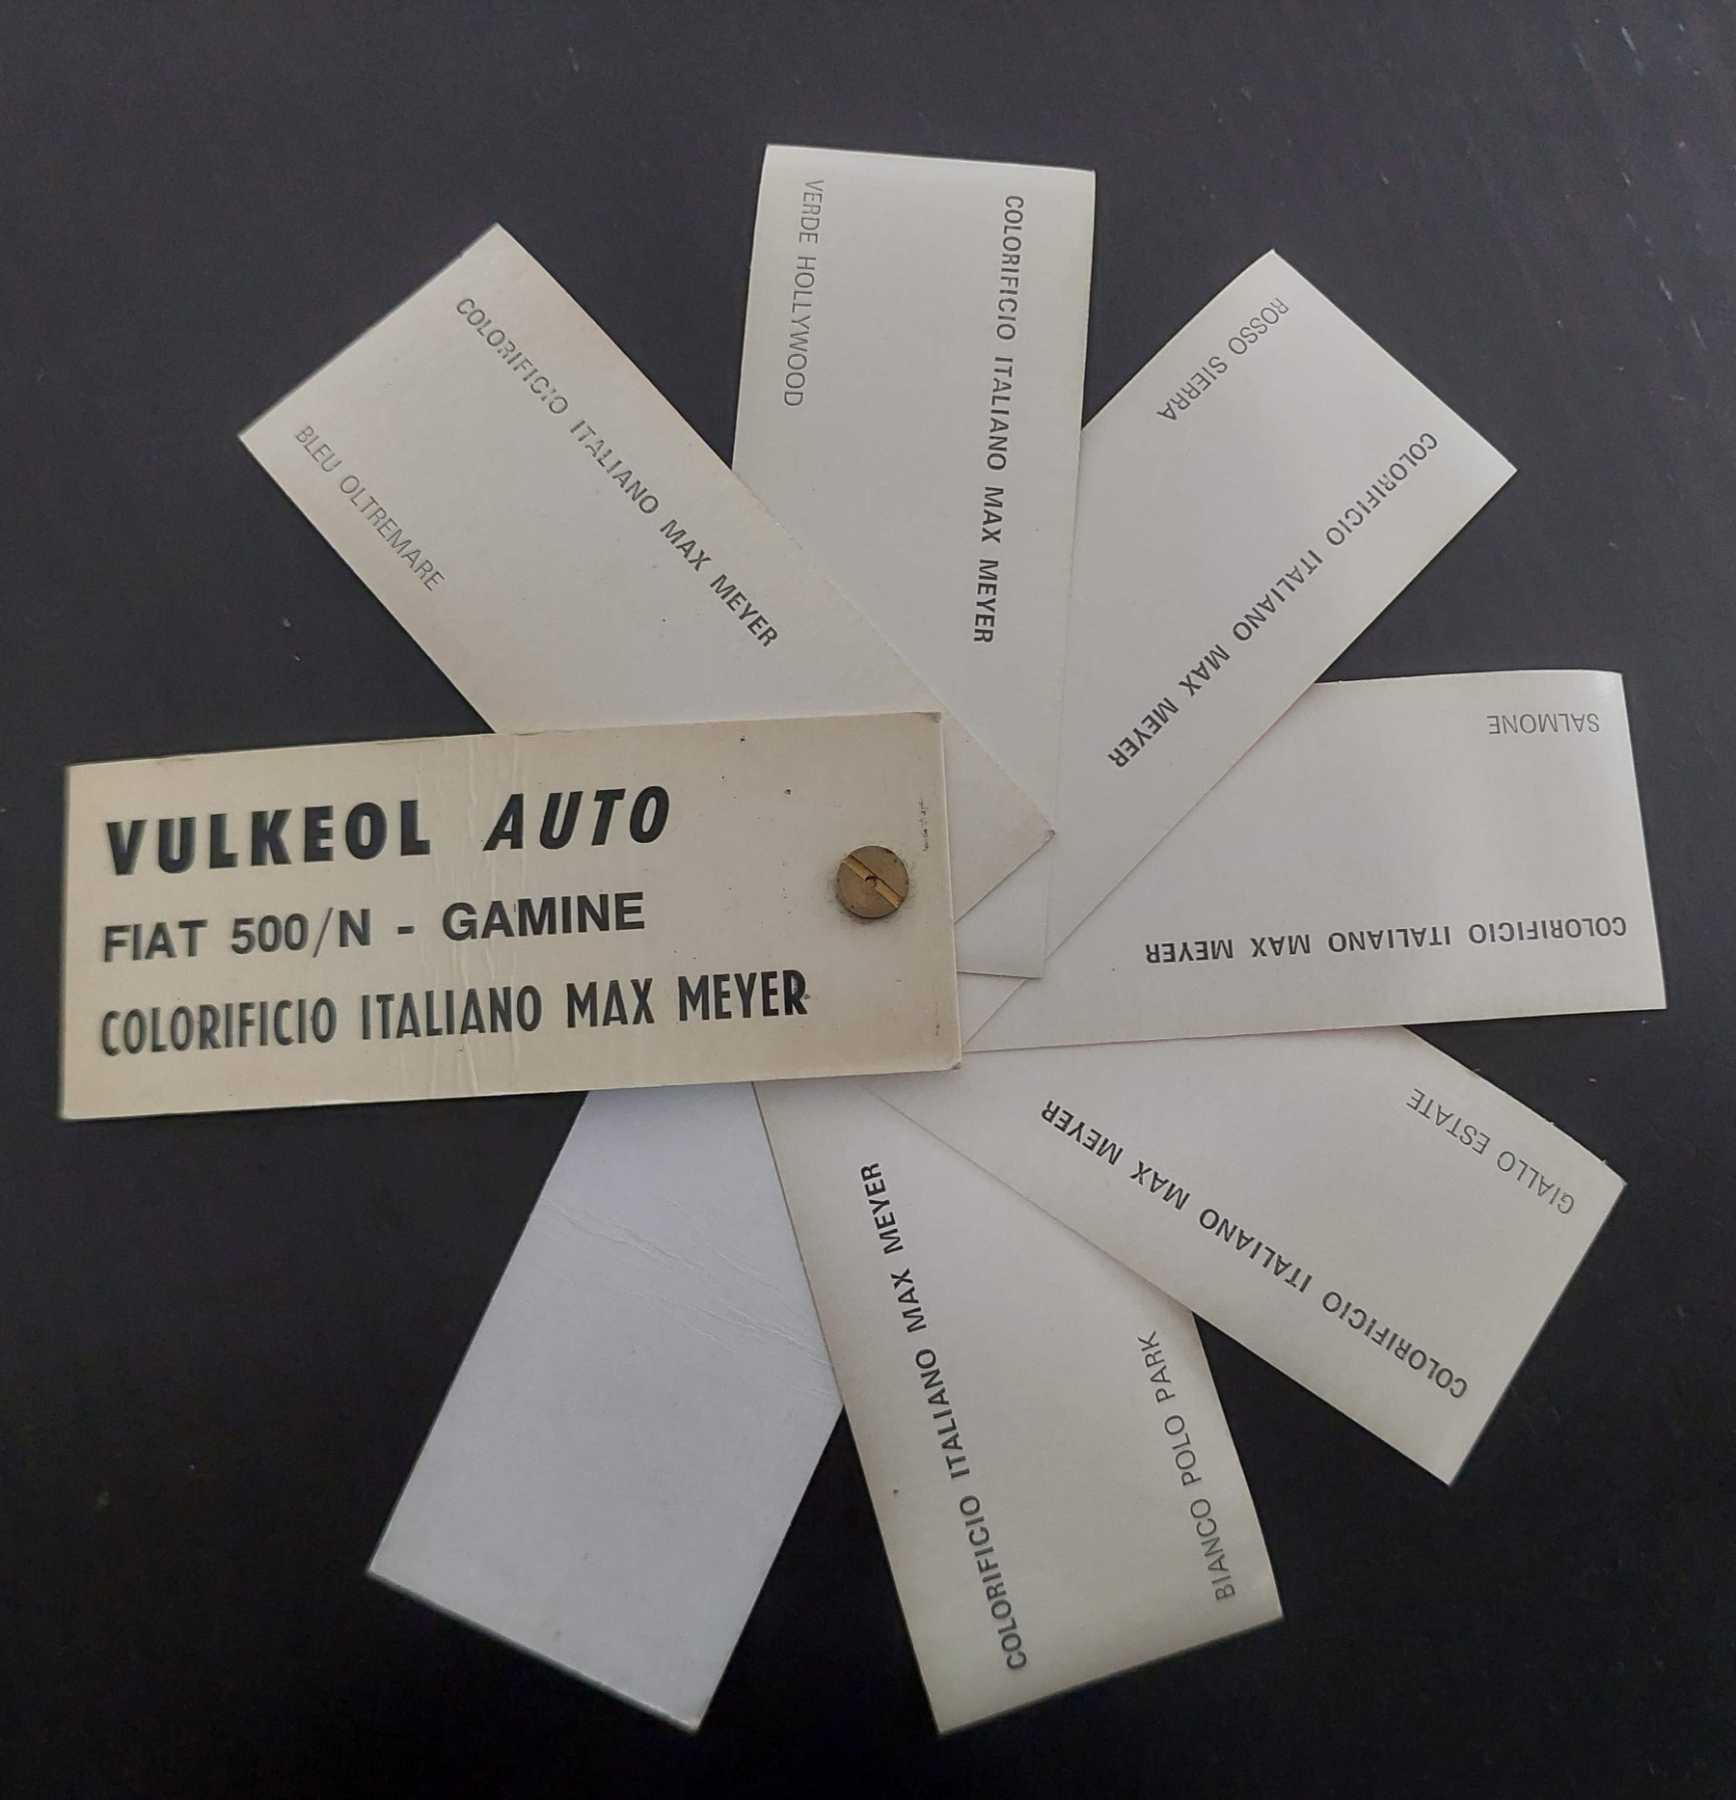 VULKEOL AUTO
FIAT 500/N - GAMINE
COLORIFICIO ITALIANO MAX MEYER
COLORIFICIO ITALIANO MAX MEYER
BLEU OLTREMARE
COLORIFICIO ITALIANO MAX MEYER
VERDE HOLLYWOOD
COLORIFICIO ITALIANO MAX MEYER
ROSSO SIERRA
COLORIFICIO ITALIANO MAX MEYER
SALMONE
COLORIFICIO ITALIANO MAX MEYER
GIALLO ESTATE
COLORIFICIO ITALIANO MAX MEYER
BIANCO POLO PARK